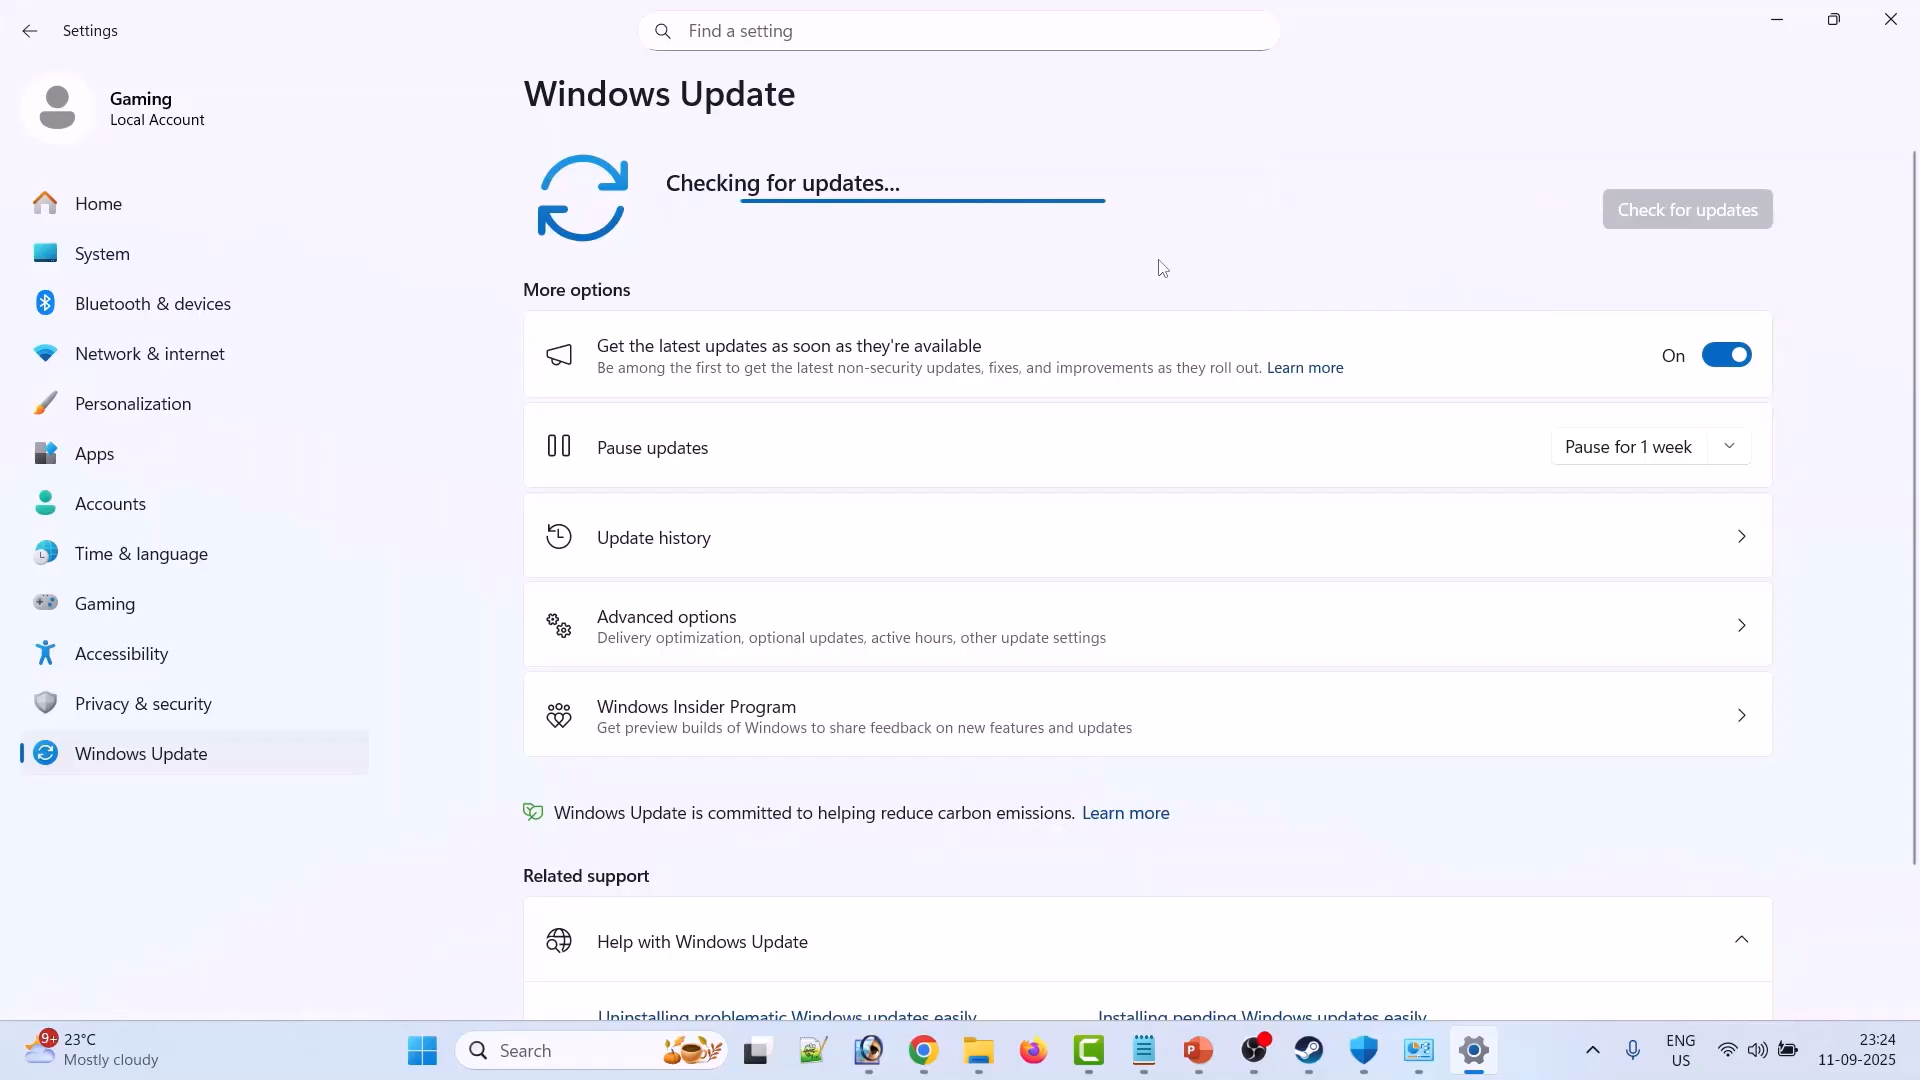 Settings
Find a setting
Gaming
Local Account
Home
System
Bluetooth & devices
Network & internet
Personalization
Apps
Accounts
Time & language
Gaming
Accessibility
Privacy & security
Windows Update
Windows Update
Checking for updates...
Check for updates
More options
Get the latest updates as soon as they're available
Be among the first to get the latest non-security updates, fixes, and improvements as they roll out. Learn more
On
Pause updates
Pause for 1 week
Update history
Advanced options
Delivery optimization, optional updates, active hours, other update settings
Windows Insider Program
Get preview builds of Windows to share feedback on new features and updates
Windows Update is committed to helping reduce carbon emissions. Learn more
Related support
Help with Windows Update
Uninstalling problematic Windows updates easily
Installing pending Windows updates easily
9+
23°C
Mostly cloudy
Search
ENG
US
23:24
11-09-2025